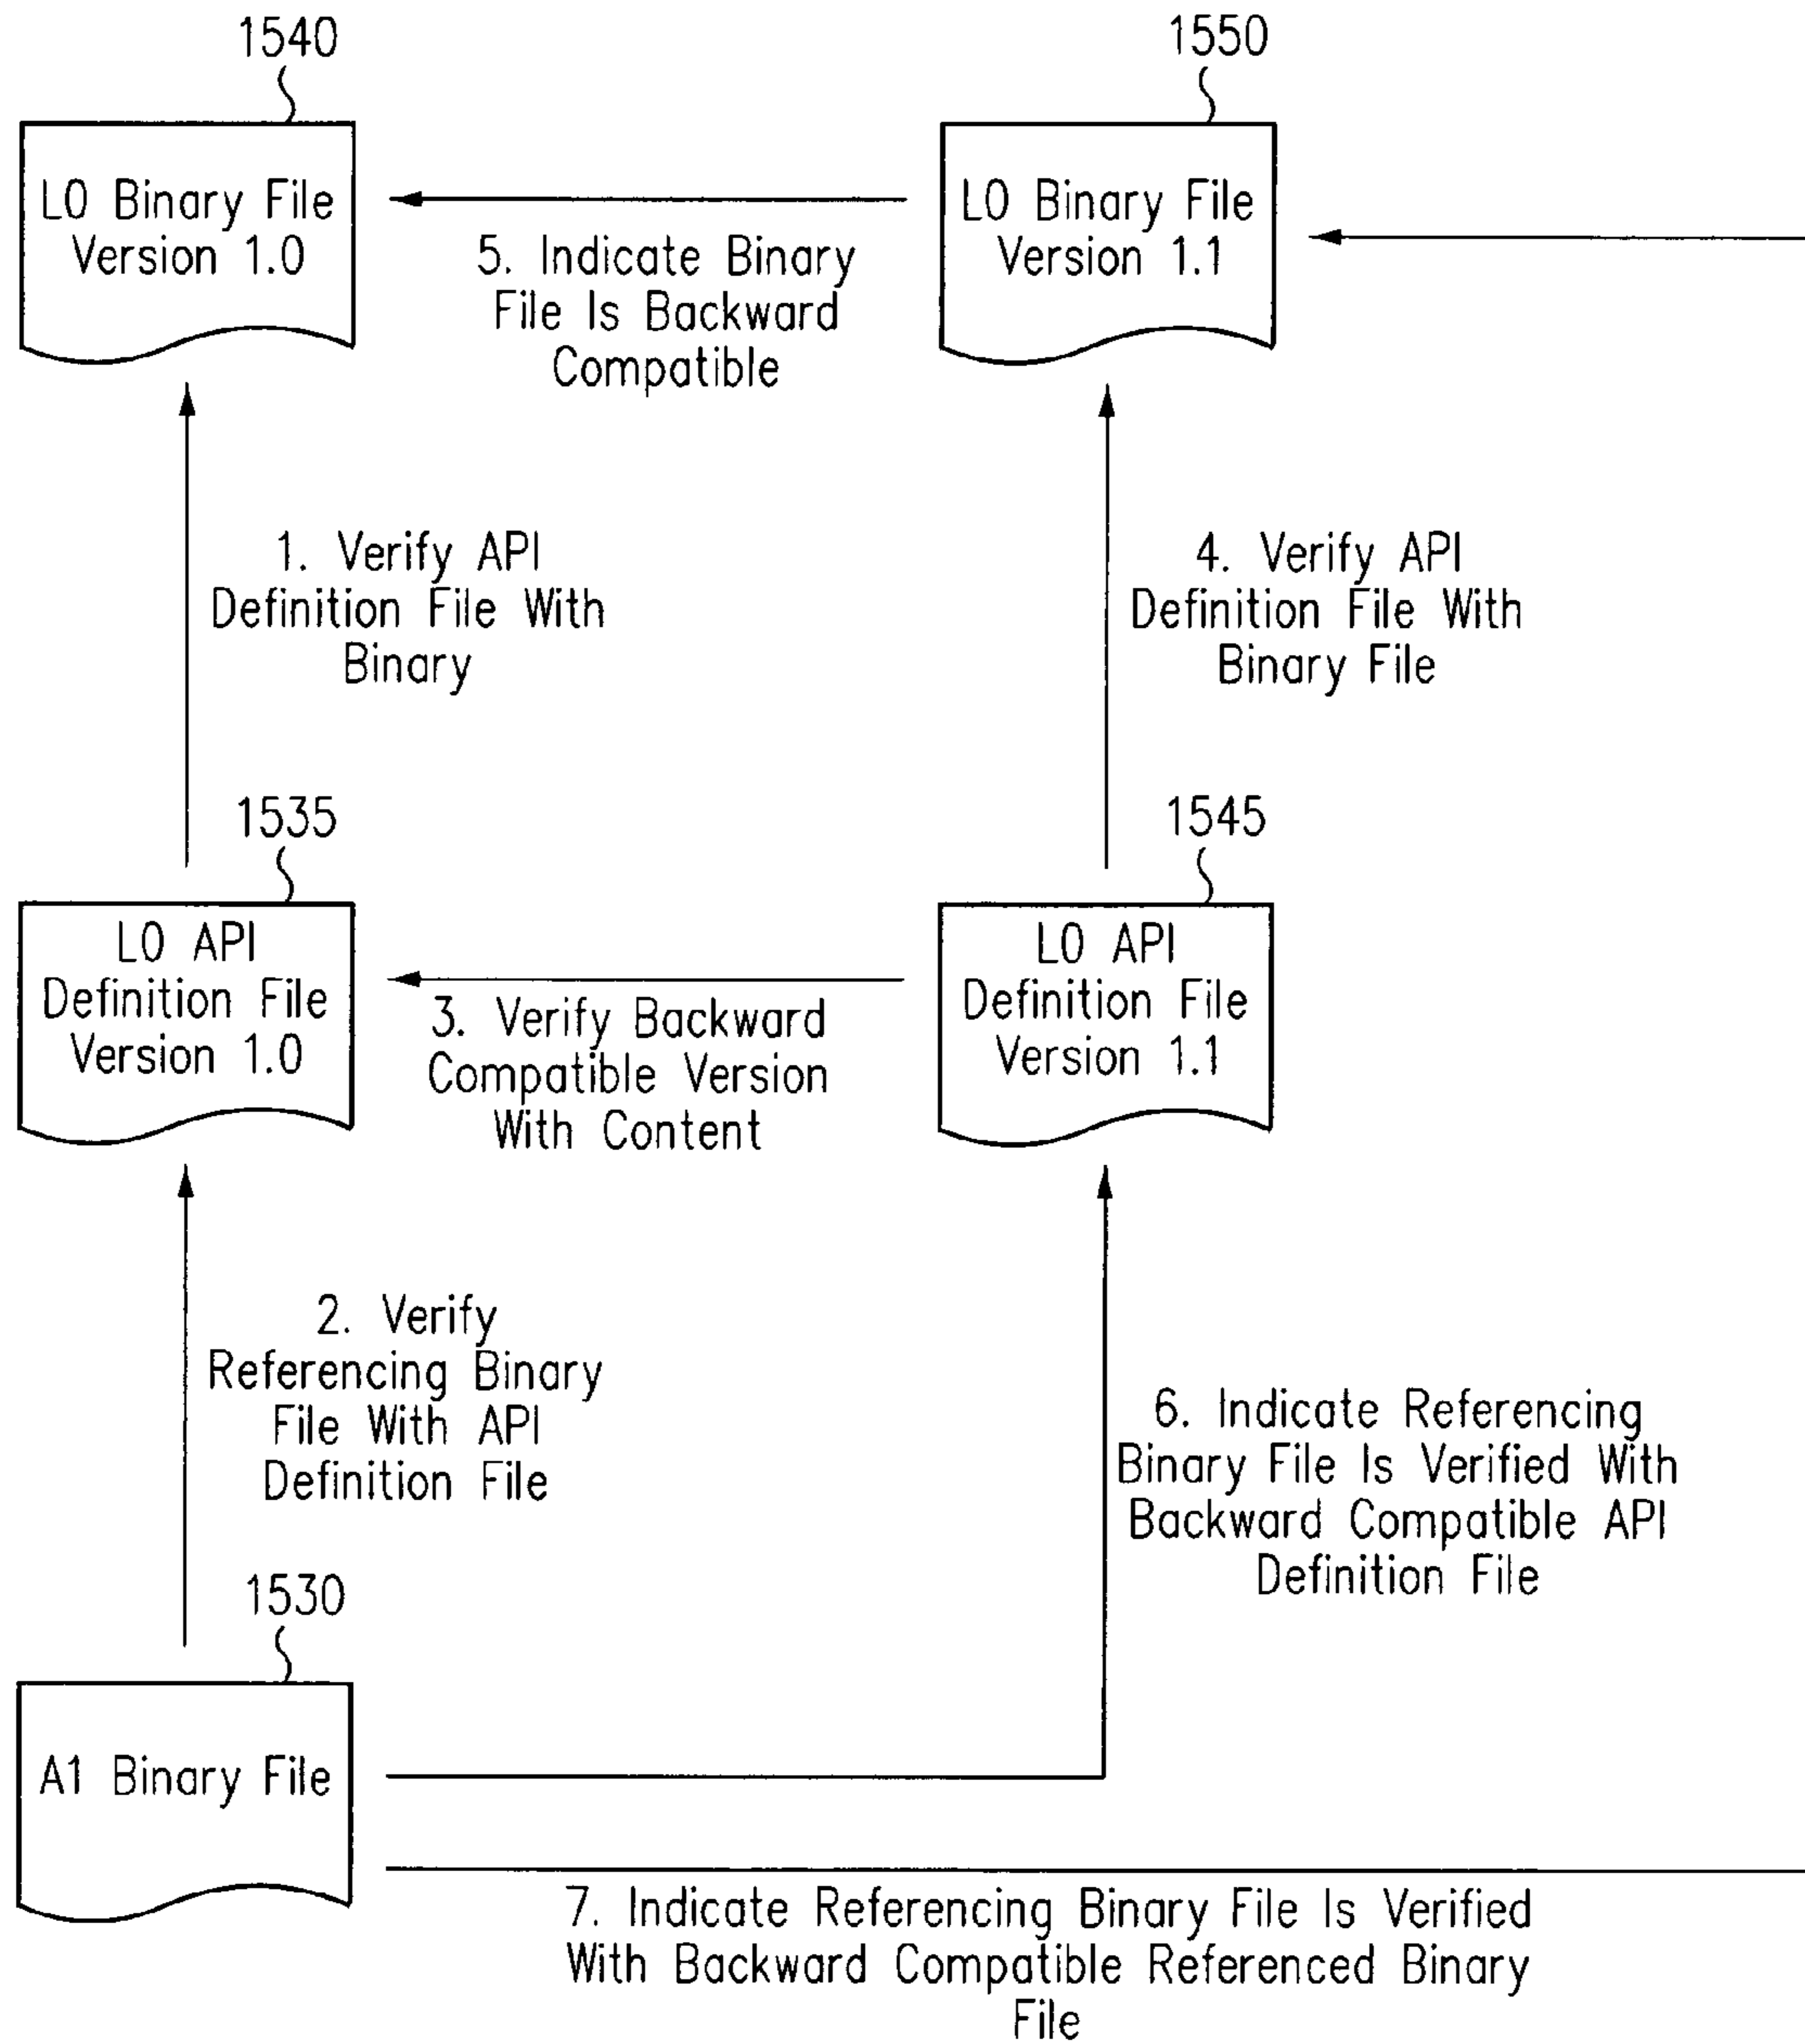 1540
1550
L0 Binary File
Version 1.0
L0 Binary File
Version 1.1
5. Indicate Binary
File Is Backward
Compatible
1. Verify API
Definition File With
Binary
4. Verify API
Definition File With
Binary File
1535
1545
L0 API
Definition File
Version 1.0
L0 API
Definition File
Version 1.1
3. Verify Backward
Compatible Version
With Content
2. Verify
Referencing Binary
File With API
Definition File
6. Indicate Referencing
Binary File Is Verified With
Backward Compatible API
Definition File
1530
A1 Binary File
7. Indicate Referencing Binary File Is Verified
With Backward Compatible Referenced Binary
File